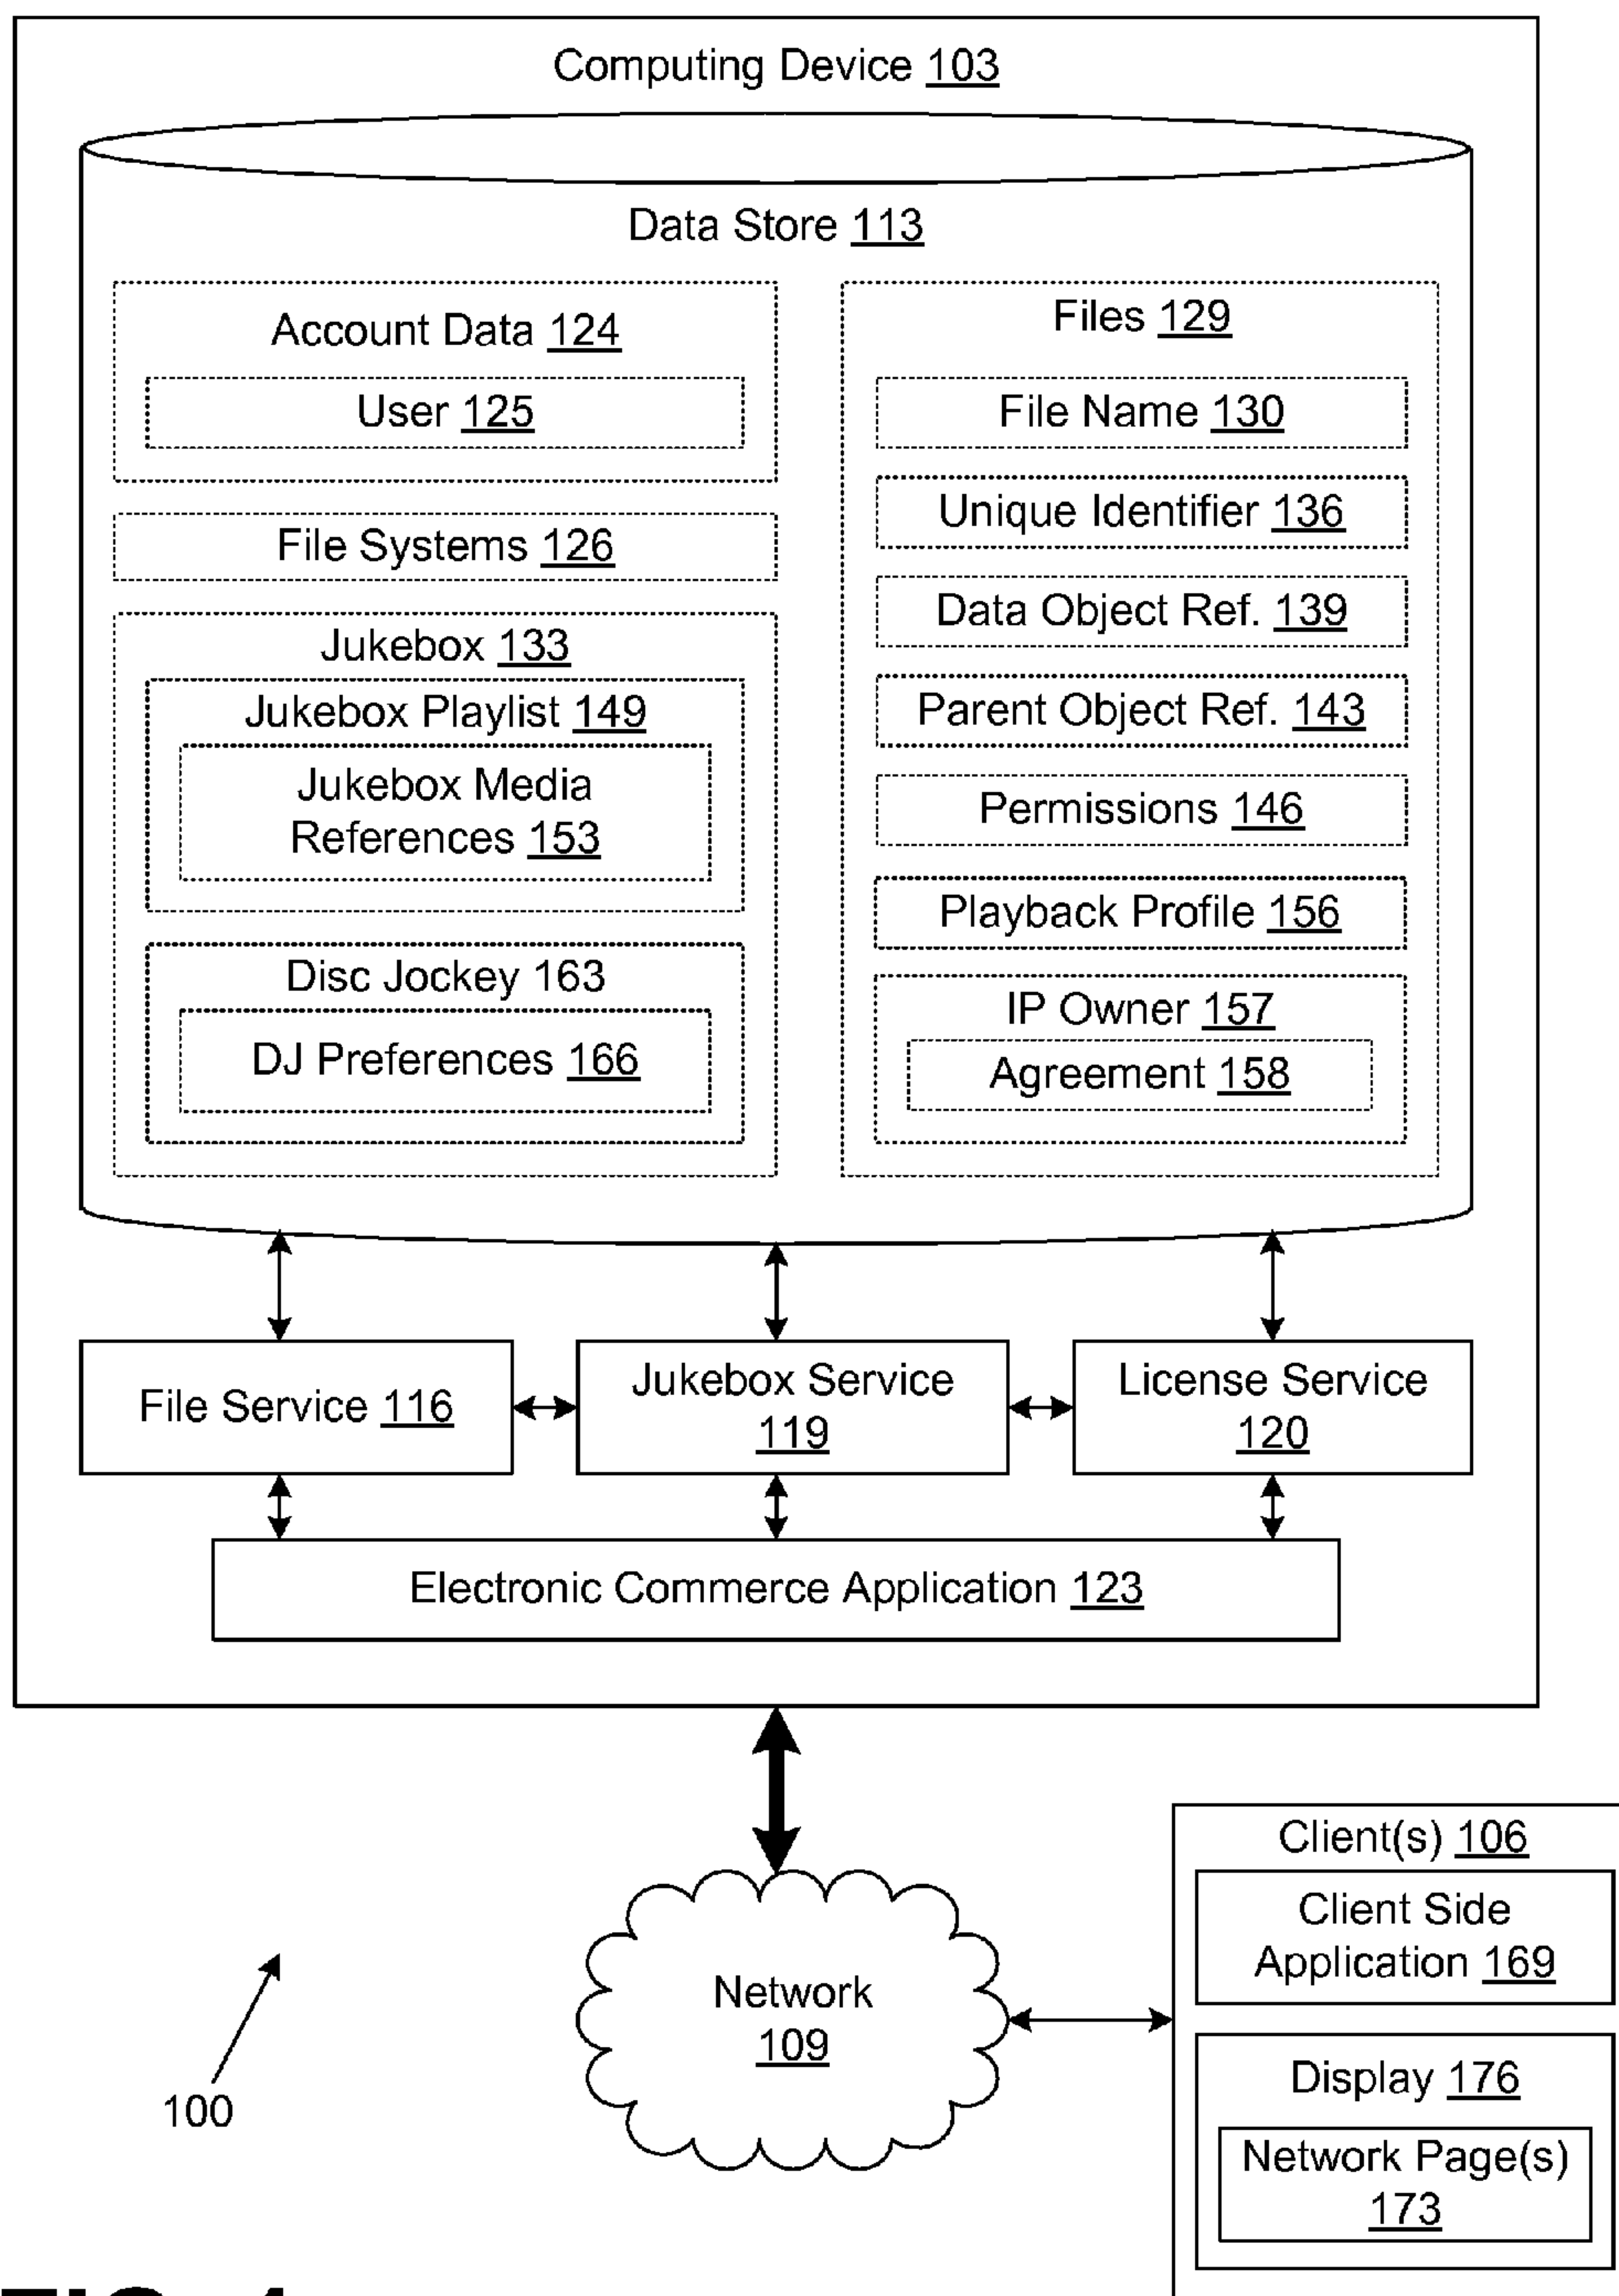 Computing Device 103
Data Store 113
Account Data 124
User 125
File Systems 126
Jukebox 133
Jukebox Playlist 149
Jukebox Media
References 153
Disc Jockey 163
DJ Preferences 166
Files 129
File Name 130
Unique Identifier 136
Data Object Ref. 139
Parent Object Ref. 143
Permissions 146
Playback Profile 156
IP Owner 157
Agreement 158
File Service 116
Jukebox Service
119
License Service
120
Electronic Commerce Application 123
Network
109
100
Client(s) 106
Client Side
Application 169
Display 176
Network Page(s)
173